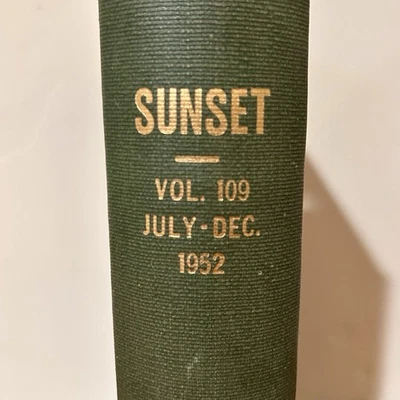 SUNSET
VOL. 109
JULY-DEC.
1952